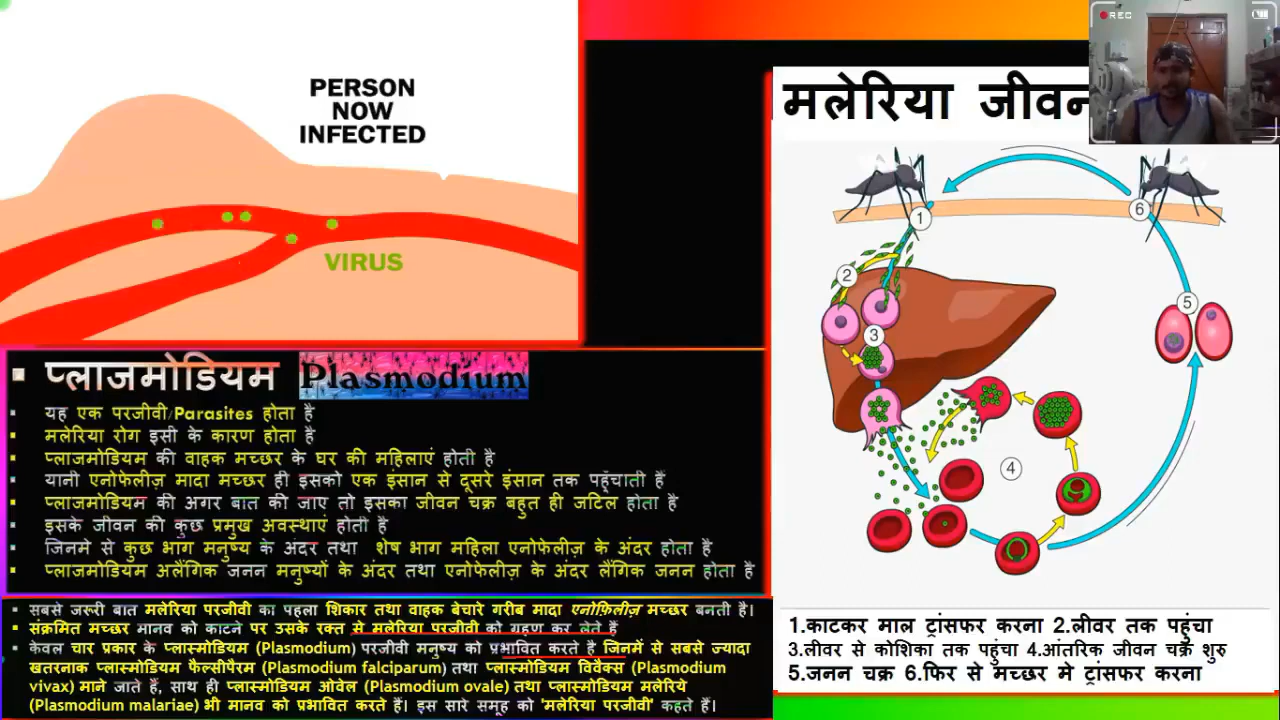 PERSON
NOW
INFECTED
VIRUS
REC
मलेरिया जीवन
1
2
3
4
5
6
प्लाजमोडियम Plasmodium
यह एक परजीवी/Parasites होता है
मलेरिया रोग इसी के कारण होता है
प्लाजमोडियम की वाहक मच्छर के घर की महिलाएं होती है
यानी एनोफेलीज़ मादा मच्छर ही इसको एक इंसान से दूसरे इंसान तक पहूँचाती हैं
प्लाजमोडियम की अगर बात की जाए तो इसका जीवन चक्र बहुत ही जटिल होता हैं
इसके जीवन की कुछ प्रमुख अवस्थाएं होती है
जिनमे से कुछ भाग मनुष्य के अंदर तथा शेष भाग महिला एनोफेलीज़ के अंदर होता है
प्लाजमोडियम अलैंगिक जनन मनुष्यों के अंदर तथा एनोफेलीज़ के अंदर लैंगिक जनन होता हैं
सबसे जरूरी बात मलेरिया परजीवी का पहला शिकार तथा वाहक बेचारे गरीब मादा एनोफ़िलीज़ मच्छर बनती है।
संक्रमित मच्छर मानव को काटने पर उसके रक्त से मलेरिया परजीवी को ग्रहण कर लेते हैं
केवल चार प्रकार के प्लास्मोडियम (Plasmodium) परजीवी मनुष्य को प्रभावित करते है जिनमें से सबसे ज्यादा
खतरनाक प्लास्मोडियम फैल्सीपैरम (Plasmodium falciparum) तथा प्लास्मोडियम विवैक्स (Plasmodium
vivax) माने जाते हैं, साथ ही प्लास्मोडियम ओवेल (Plasmodium ovale) तथा प्लास्मोडियम मलेरिये
(Plasmodium malariae) भी मानव को प्रभावित करते हैं। इस सारे समूह को 'मलेरिया परजीवी' कहते हैं।
1.काटकर माल ट्रांसफर करना 2.लीवर तक पहुंचा
3.लीवर से कोशिका तक पहुंचा 4.आंतरिक जीवन चक्र शुरु
5.जनन चक्र 6.फिर से मच्छर मे ट्रांसफर करना